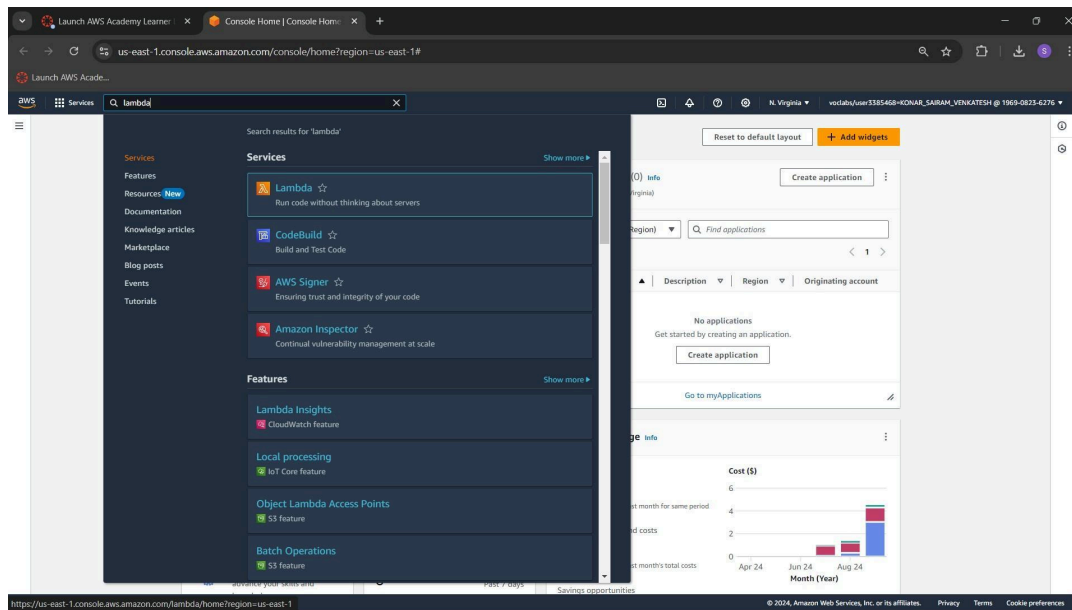 Launch AWS Academy Learner
Console Home | Console Home
us-east-1.console.aws.amazon.com/console/home?region=us-east-1#
S
Launch AWS Acade...
aws
Services
lambda
N. Virginia
voclabs/user3385468=KONAR_SAIRAM_VENKATESH @ 1969-0823-6276
Search results for 'lambda'
Services
Features
Resources New
Documentation
Knowledge articles
Marketplace
Blog posts
Events
Tutorials
Services
Show more
Lambda
Run code without thinking about servers
CodeBuild
Build and Test Code
AWS Signer
Ensuring trust and integrity of your code
Amazon Inspector
Continual vulnerability management at scale
Features
Show more
Lambda Insights
CloudWatch feature
Local processing
IoT Core feature
Object Lambda Access Points
S3 feature
Batch Operations
S3 feature
Reset to default layout
+ Add widgets
(0) Info
Create application
Region)
Find applications
1
Description
Region
Originating account
No applications
Get started by creating an application.
Create application
Go to myApplications
Info
Cost ($)
6
4
2
0
Apr 24
Jun 24
Aug 24
Month (Year)
month for same period
costs
month's total costs
advance your skills and
Past 7 days
Savings opportunities
https://us-east-1.console.aws.amazon.com/lambda/home?region=us-east-1
© 2024, Amazon Web Services, Inc. or its affiliates.
Privacy
Terms
Cookie preferences